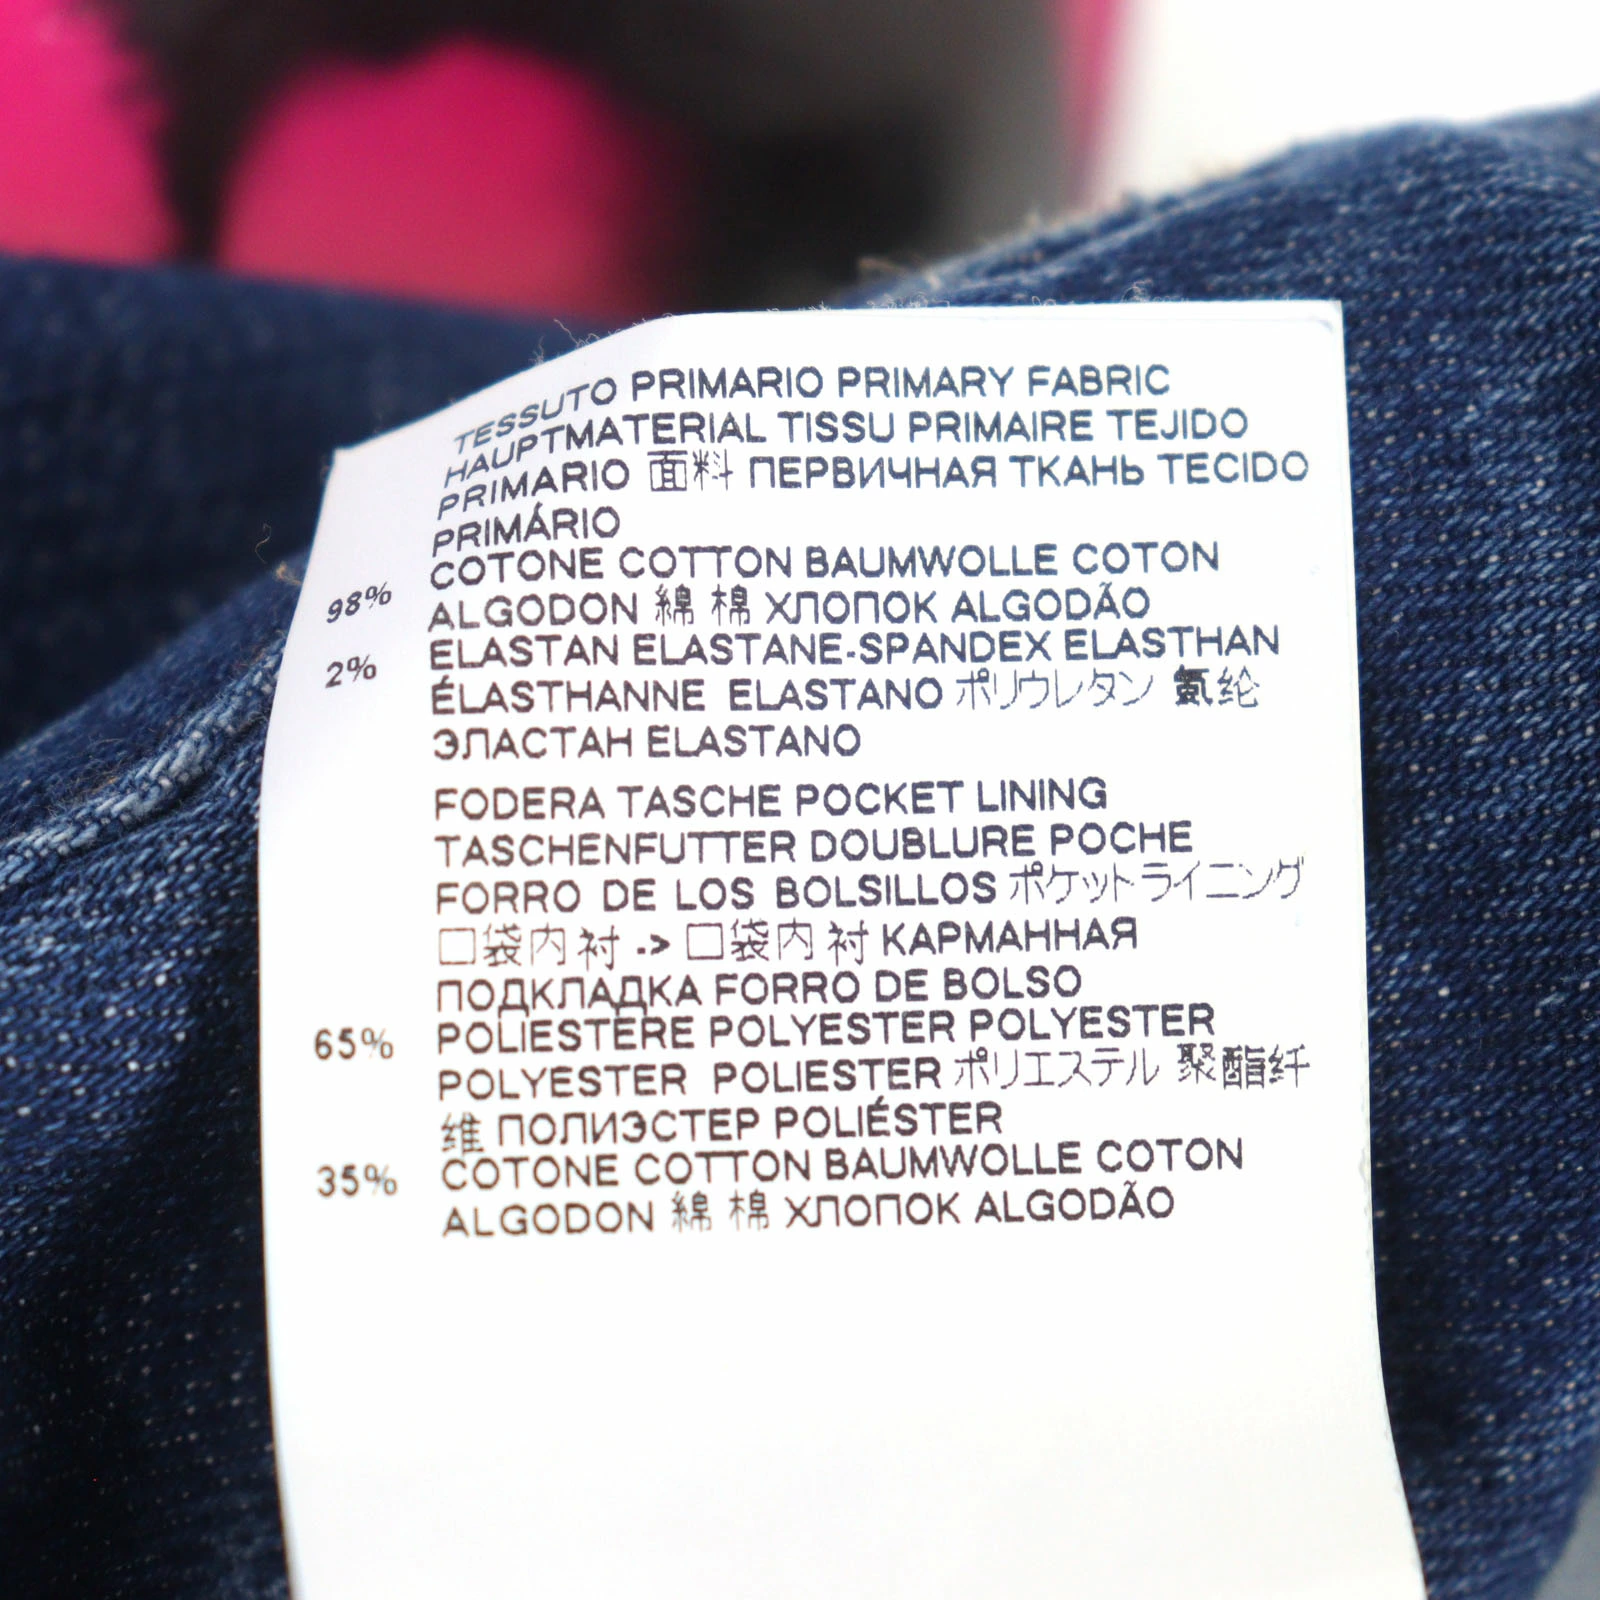 TESSUTO PRIMARIO PRIMARY FABRIC
HAUPTMATERIAL TISSU PRIMAIRE TEJIDO
PRIMARIO 面料 ПЕРВИЧНАЯ ТКАНЬ TECIDO
PRIMÁRIO
98% COTONE COTTON BAUMWOLLE COTON
ALGODON 綿 棉 ХЛОПОК ALGODÃO
2% ELASTAN ELASTANE-SPANDEX ELASTHAN
ÉLASTHANNE ELASTANO ポリウレタン 氨纶
ЭЛАСТАН ELASTANO
FODERA TASCHE POCKET LINING
TASCHENFUTTER DOUBLURE POCHE
FORRO DE LOS BOLSILLOS ポケットライニング
口袋内衬 -> 口袋内衬 КАРМАННАЯ
ПОДКЛАДКА FORRO DE BOLSO
65% POLIESTERE POLYESTER POLYESTER
POLYESTER POLIESTER ポリエステル 聚酯纤
维 ПОЛИЭСТЕР POLIÉSTER
35% COTONE COTTON BAUMWOLLE COTON
ALGODON 綿 棉 ХЛОПОК ALGODÃO